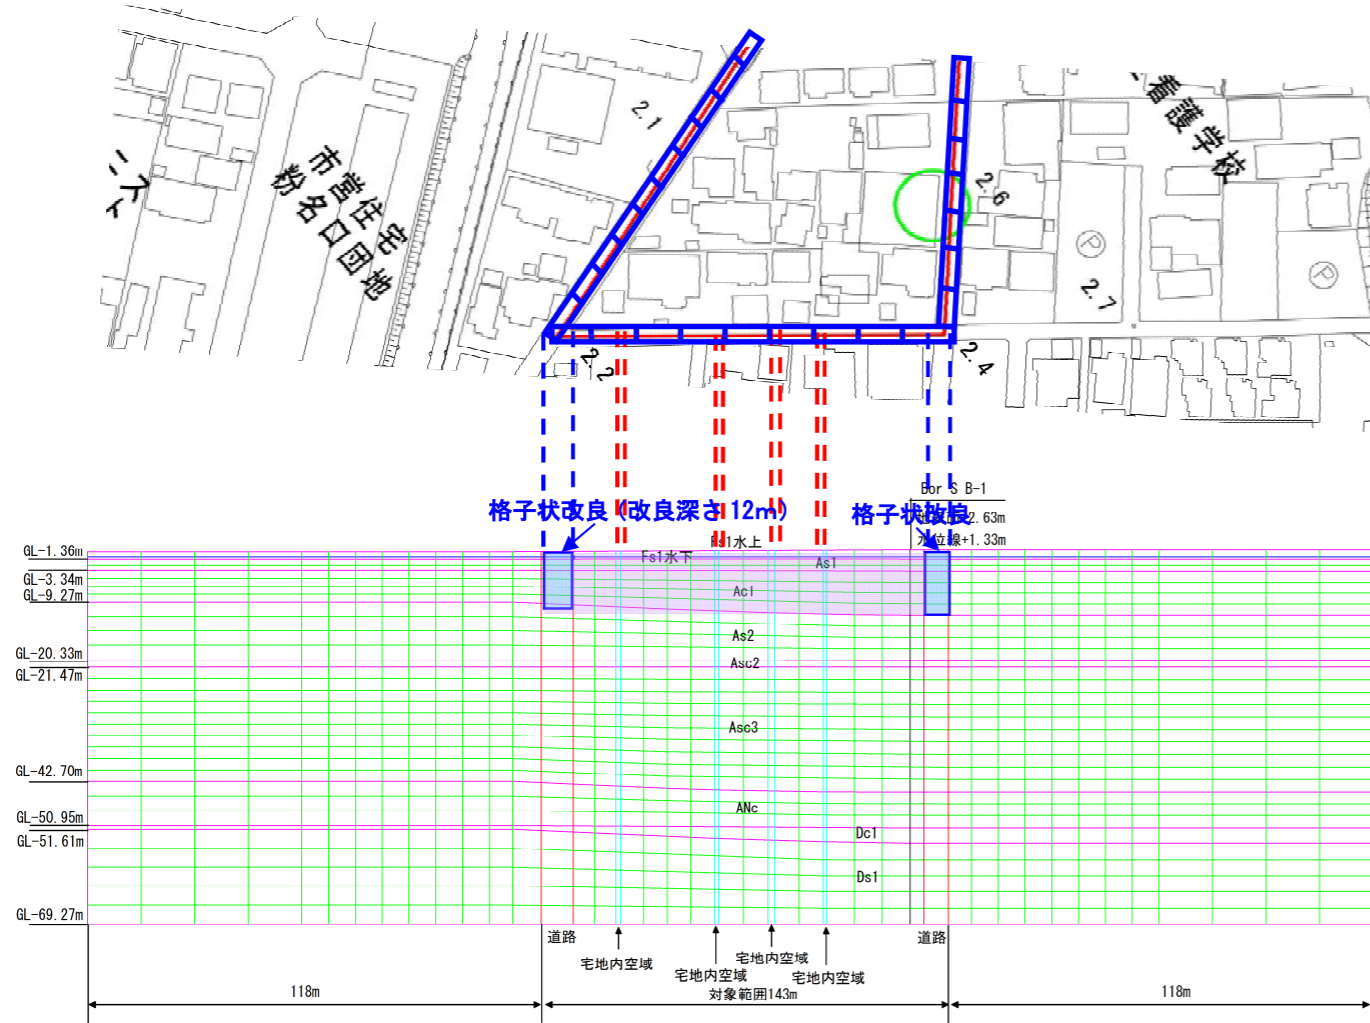 ニスト
市営住宅
粉名口団地
2.1
2.2
2.6
看護学校
P
2.7
P
2.4
Bor S B-1
2.63m
水位線+1.33m
格子状改良(改良深さ12m)
格子状改良
Fs1水上
Fs1水下
As1
Ac1
As2
Asc2
Asc3
ANc
Dc1
Ds1
GL-1.36m
GL-3.34m
GL-9.27m
GL-20.33m
GL-21.47m
GL-42.70m
GL-50.95m
GL-51.61m
GL-69.27m
道路
宅地内空域
宅地内空域
宅地内空域
宅地内空域
道路
118m
対象範囲143m
118m